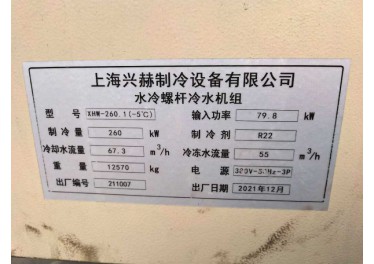 上海兴赫制冷设备有限公司
水冷螺杆冷水机组
型号 XHW-260.1(-5℃) 输入功率 79.8 kW
制冷量 260 kW 制冷剂 R22
冷却水流量 67.3 m³/h 冷冻水流量 55 m³/h
重量 12570 kg 电源 380V-50Hz-3P
出厂编号 211007 出厂日期 2021年12月